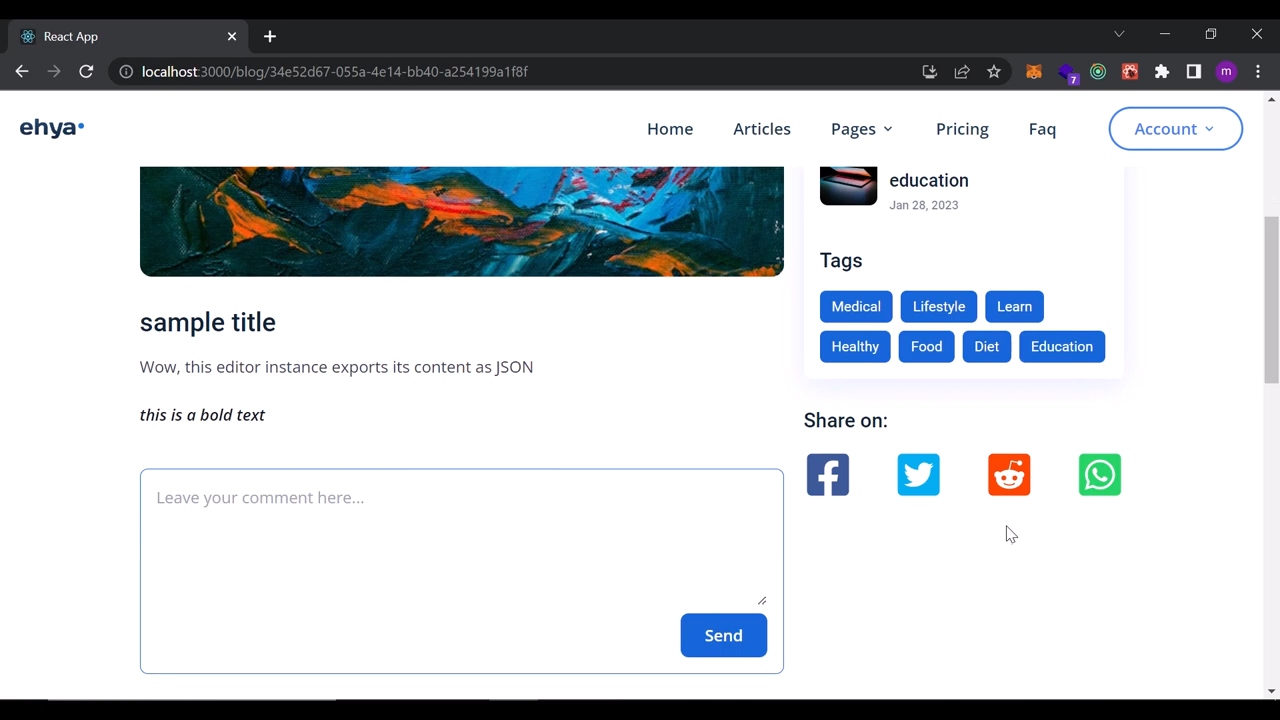 React App
localhost:3000/blog/34e52d67-055a-4e14-bb40-a254199a1f8f
7
m
ehya
Home
Articles
Pages
Pricing
Faq
Account
education
Jan 28, 2023
Tags
Medical
Lifestyle
Learn
Healthy
Food
Diet
Education
sample title
Wow, this editor instance exports its content as JSON
this is a bold text
Share on:
Leave your comment here...
Send